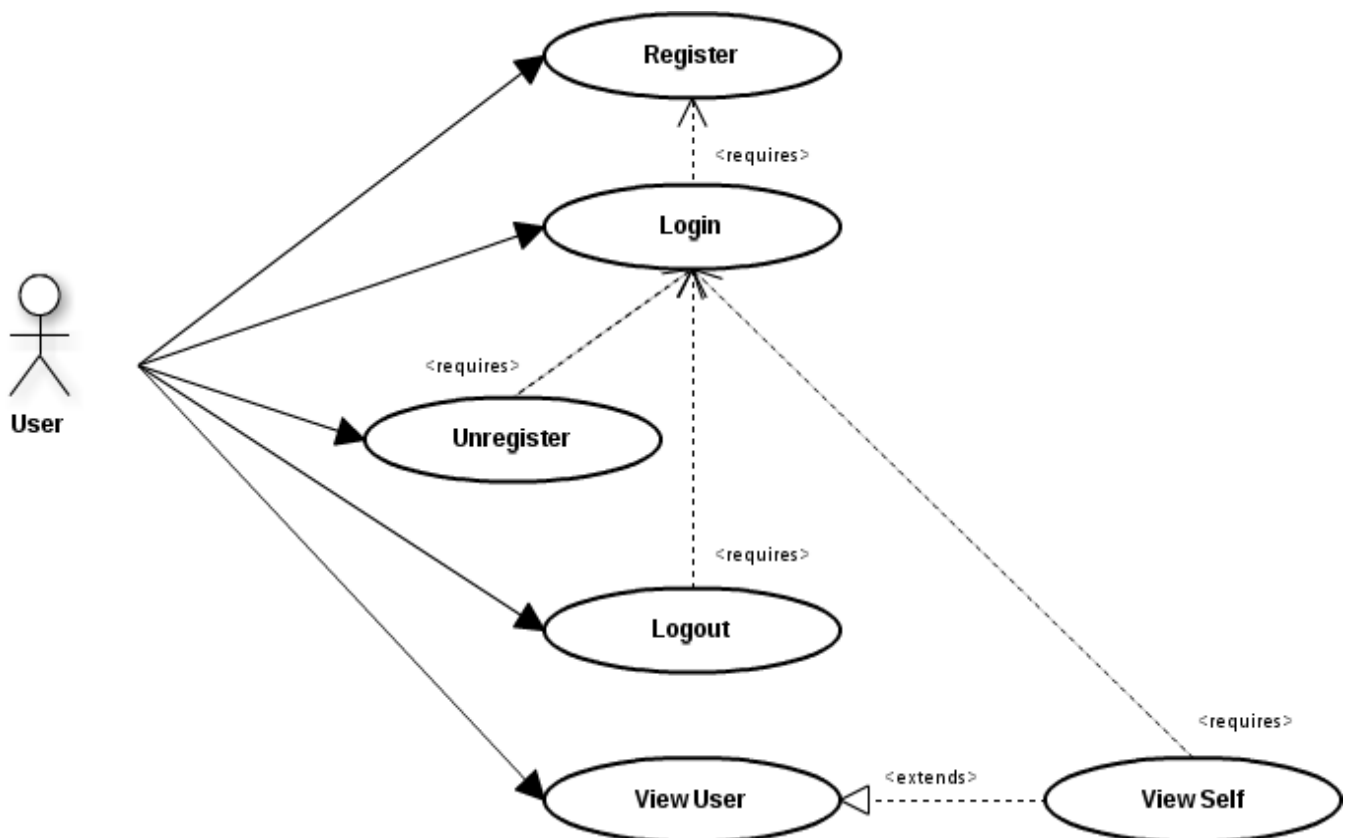 Register
<requires>
Login
<requires>
User
Unregister
<requires>
Logout
<requires>
<extends>
View User
View Self